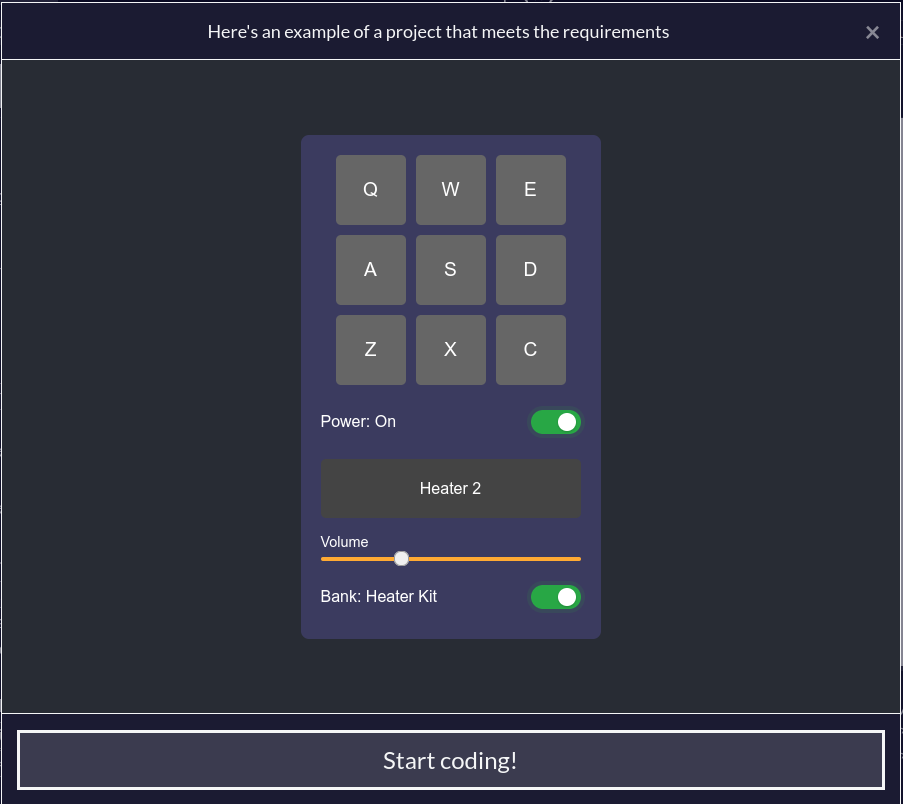 Here's an example of a project that meets the requirements
×
Q W E
A S D
Z X C
Power: On
Heater 2
Volume
Bank: Heater Kit
Start coding!